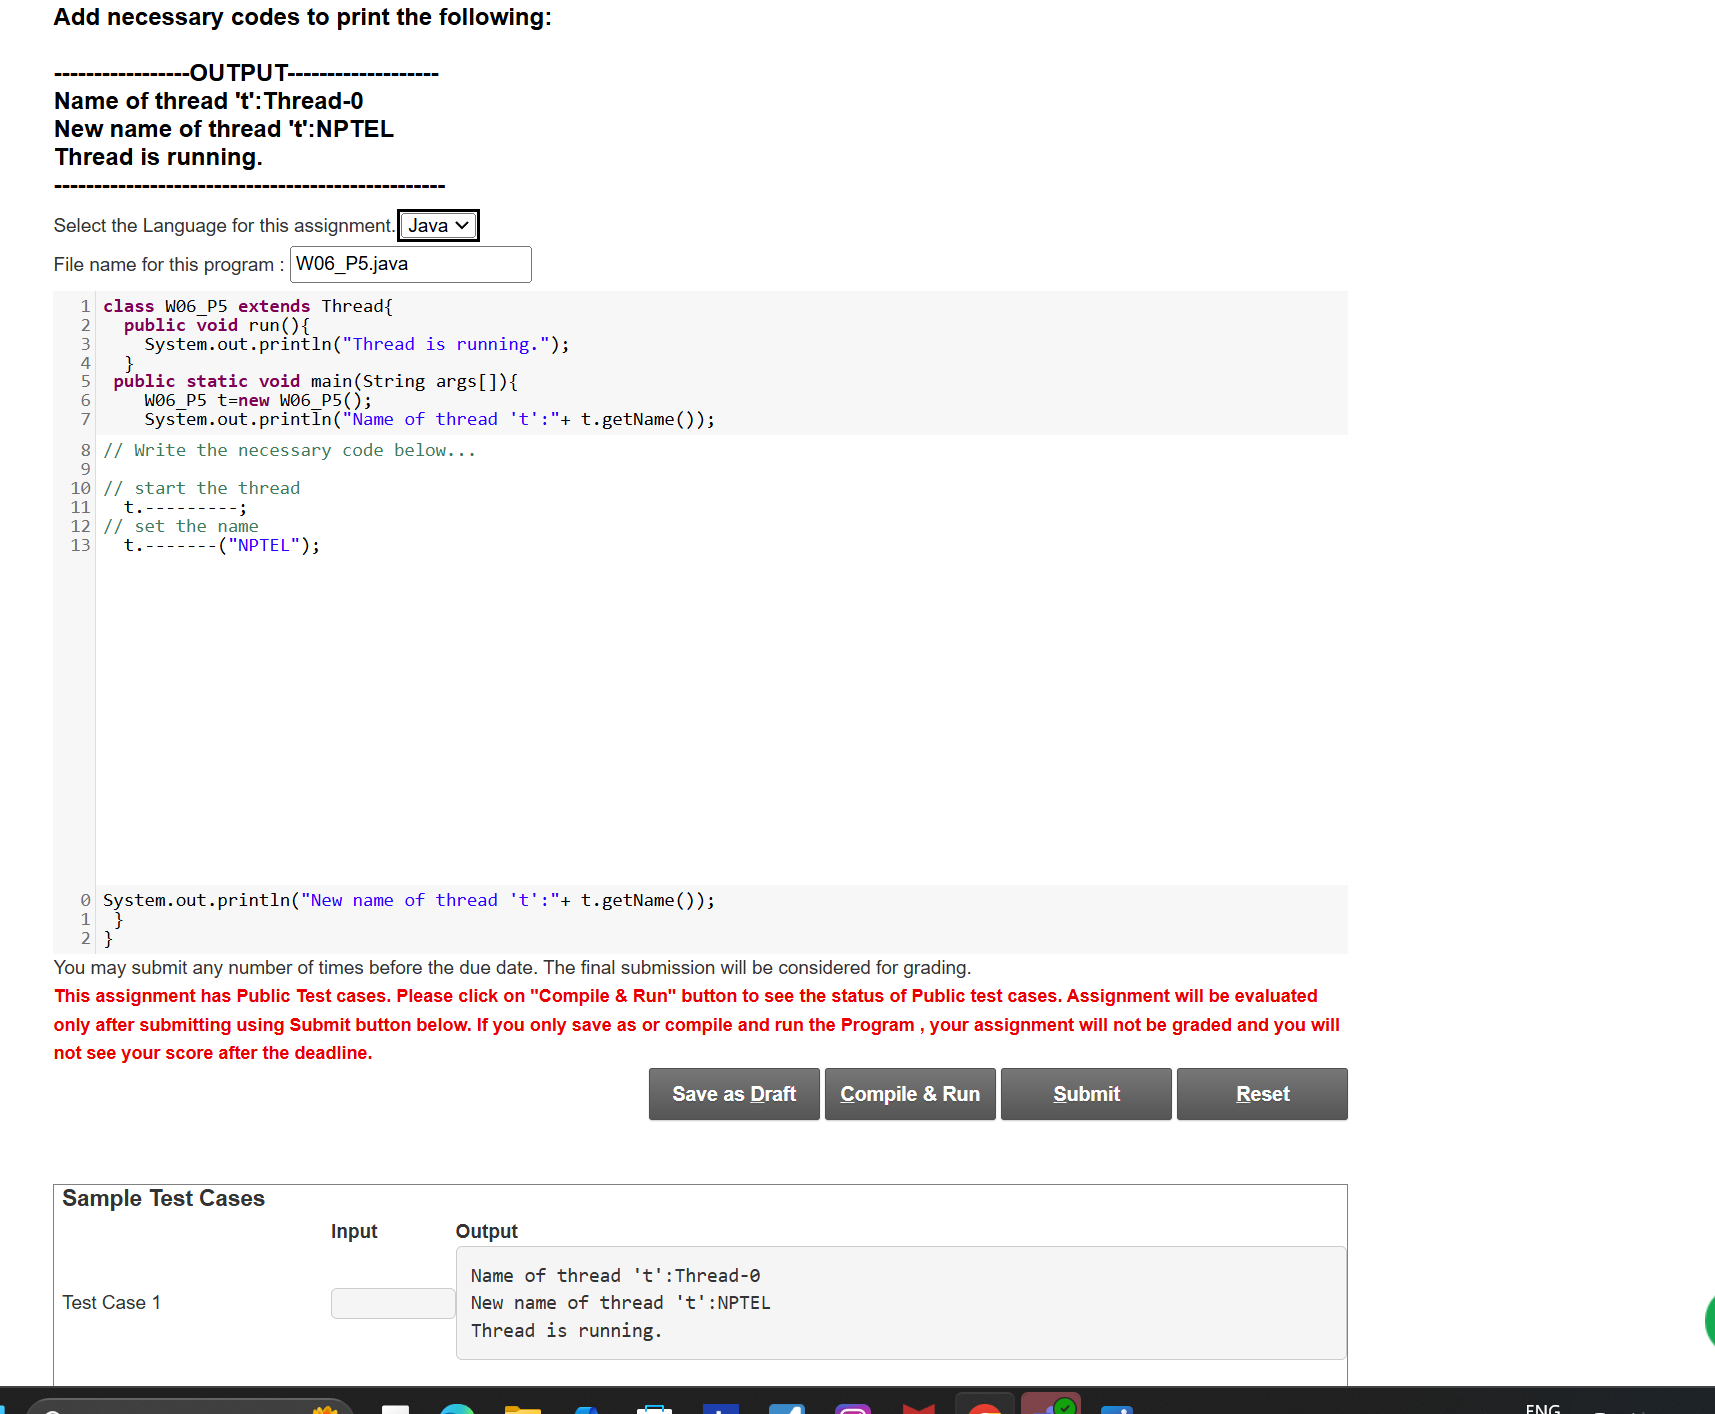 Add necessary codes to print the following:
-----------------OUTPUT-------------------
Name of thread 't':Thread-0
New name of thread 't':NPTEL
Thread is running.
-------------------------------------------------
Select the Language for this assignment. Java
File name for this program : W06_P5.java
1 class W06_P5 extends Thread{
2 public void run(){
3 System.out.println("Thread is running.");
4 }
5 public static void main(String args[]){
6 W06_P5 t=new W06_P5();
7 System.out.println("Name of thread 't':"+ t.getName());
8 // Write the necessary code below...
9
10 // start the thread
11 t.---------;
12 // set the name
13 t.-------("NPTEL");
0 System.out.println("New name of thread 't':"+ t.getName());
1 }
2 }
You may submit any number of times before the due date. The final submission will be considered for grading.
This assignment has Public Test cases. Please click on "Compile & Run" button to see the status of Public test cases. Assignment will be evaluated
only after submitting using Submit button below. If you only save as or compile and run the Program , your assignment will not be graded and you will
not see your score after the deadline.
Save as Draft Compile & Run Submit Reset
Sample Test Cases
Input Output
Test Case 1
Name of thread 't':Thread-0
New name of thread 't':NPTEL
Thread is running.
ENG